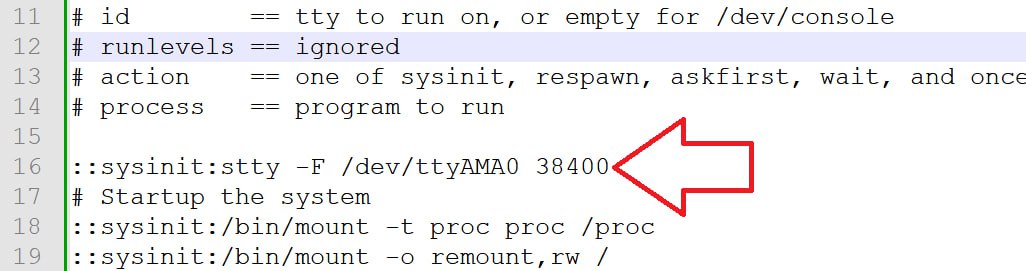 11 # id        == tty to run on, or empty for /dev/console
12 # runlevels == ignored
13 # action    == one of sysinit, respawn, askfirst, wait, and once
14 # process   == program to run
15
16 ::sysinit:stty -F /dev/ttyAMA0 38400
17 # Startup the system
18 ::sysinit:/bin/mount -t proc proc /proc
19 ::sysinit:/bin/mount -o remount,rw /